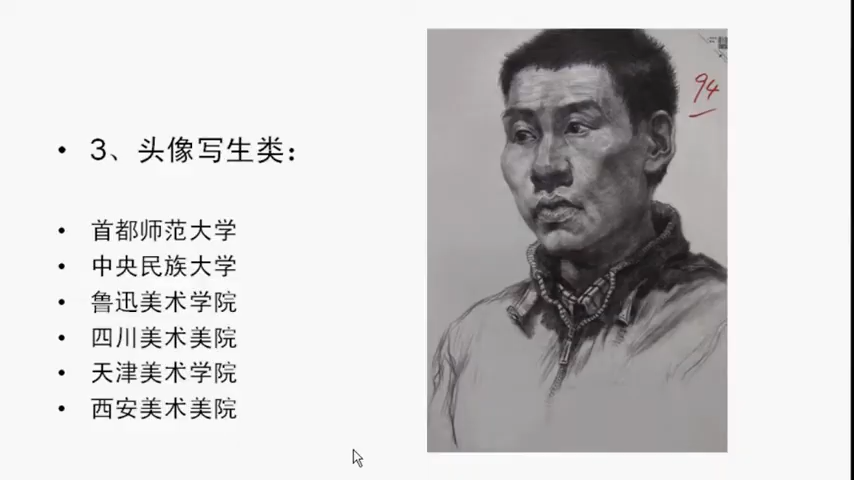 • 3、头像写生类：
• 首都师范大学
• 中央民族大学
• 鲁迅美术学院
• 四川美术美院
• 天津美术学院
• 西安美术美院
94